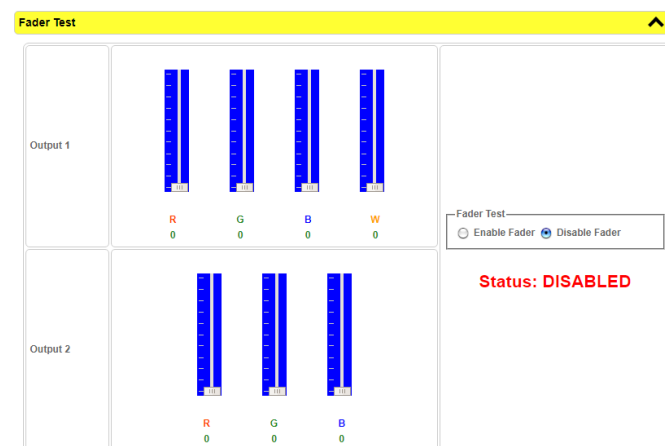 Fader Test
Output 1
R G B W
0 0 0 0
Fader Test
Enable Fader Disable Fader
Status: DISABLED
Output 2
R G B
0 0 0